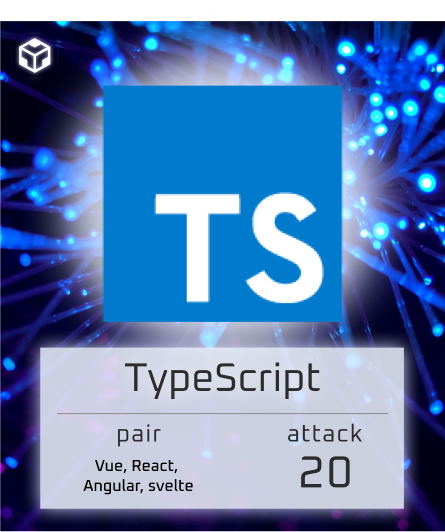 TS
TypeScript
pair
attack
Vue, React,
Angular, svelte
20